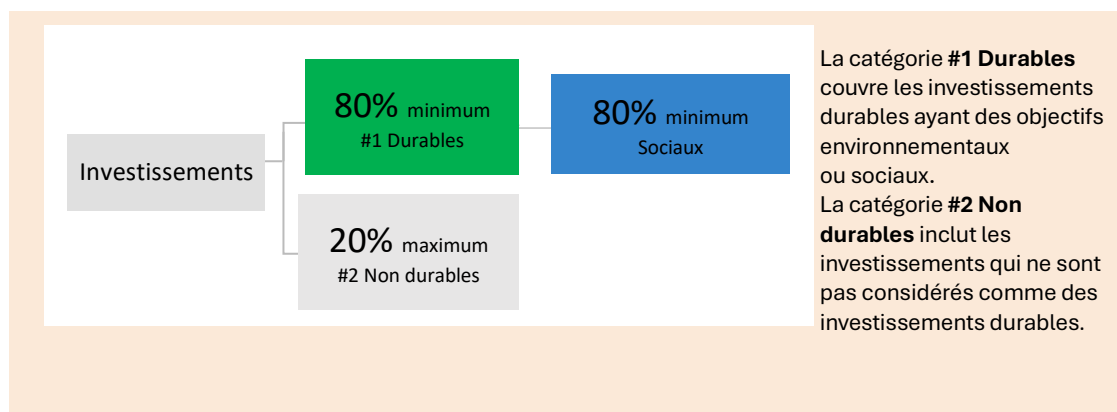 Investissements
80% minimum
#1 Durables
80% minimum
Sociaux
20% maximum
#2 Non durables
La catégorie #1 Durables
couvre les investissements
durables ayant des objectifs
environnementaux
ou sociaux.
La catégorie #2 Non
durables inclut les
investissements qui ne sont
pas considérés comme des
investissements durables.